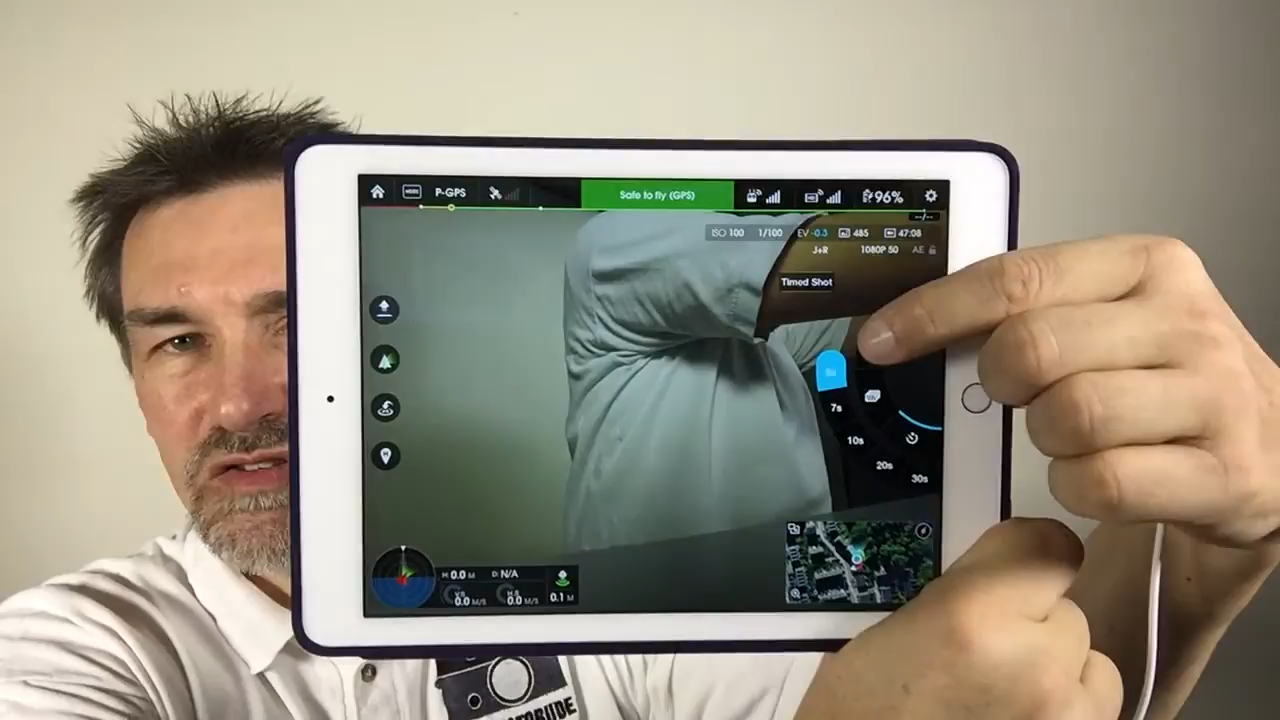 P-GPS
Safe to fly (GPS)
96%
--/--
ISO 100 1/100 EV -0.3 485 47:08
J+R 1080P 50 AE
Timed Shot
7s
10s
20s
30s
H 0.0 M D: N/A
V.S 0.0 M/S H.S 0.0 M/S 0.1 M